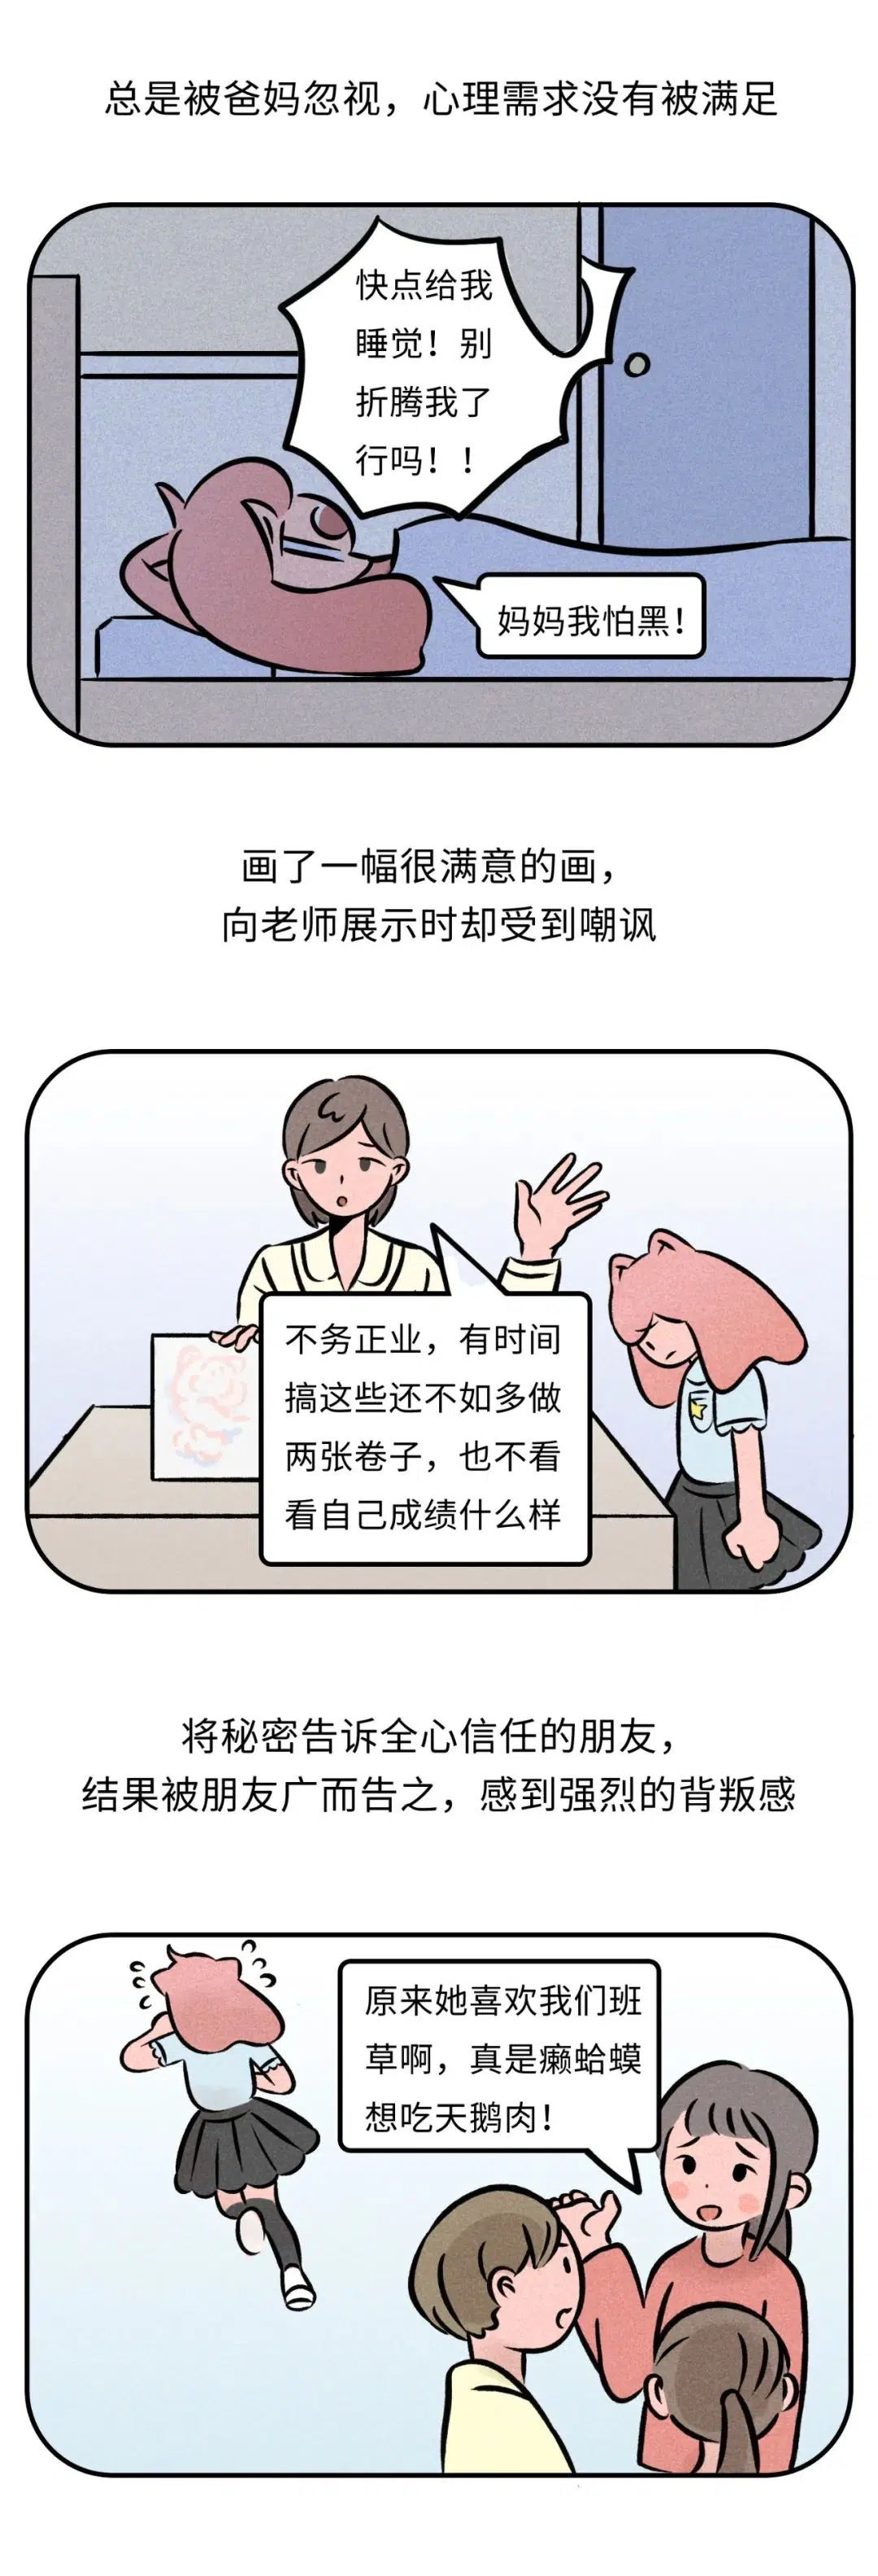 总是被爸妈忽视，心理需求没有被满足
快点给我
睡觉！别
折腾我了
行吗！！
妈妈我怕黑！
画了一幅很满意的画，
向老师展示时却受到嘲讽
不务正业，有时间
搞这些还不如多做
两张卷子，也不看
看自己成绩什么样
将秘密告诉全心信任的朋友，
结果被朋友广而告之，感到强烈的背叛感
原来她喜欢我们班
草啊，真是癞蛤蟆
想吃天鹅肉！